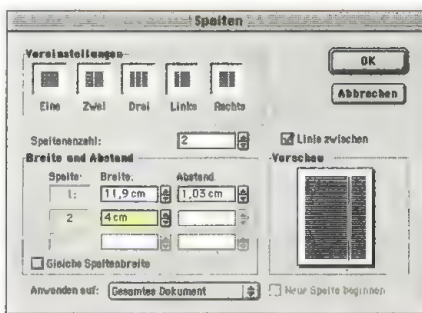 Spalten
Voreinstellungen
Eine Zwei Drei Links Rechts
OK
Abbrechen
Spaltenanzahl: 2
Linie zwischen
Breite und Abstand
Vorschau
Spalte: Breite: Abstand
1: 11,9 cm 1,03 cm
2 4 cm
Gleiche Spaltenbreite
Anwenden auf: Gesamtes Dokument
Neue Spalte beginnen